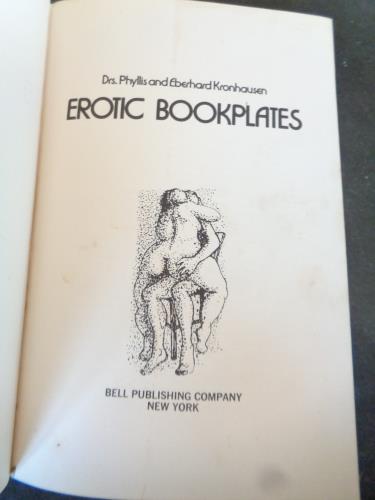 Drs. Phyllis and Eberhard Kronhausen
EROTIC BOOKPLATES
BELL PUBLISHING COMPANY
NEW YORK